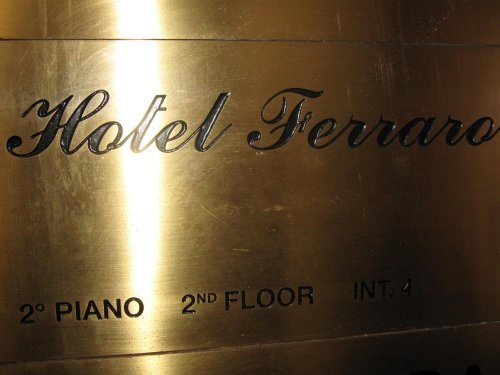 Hotel Ferraro
2° PIANO 2ND FLOOR INT. 4